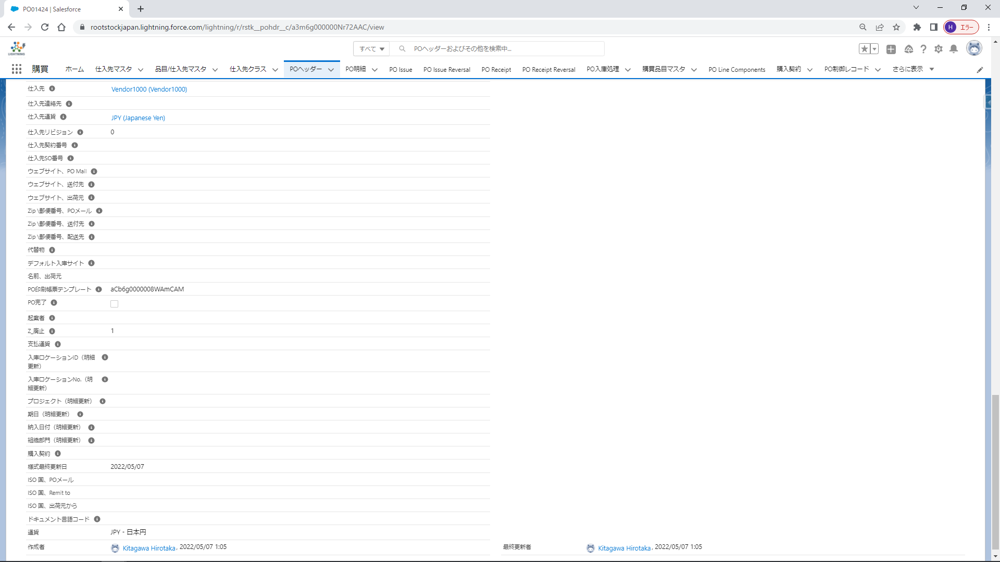 PO01424 | Salesforce
rootstockjapan.lightning.force.com/lightning/r/rstk__pohdr__c/a3m6g000000Nr72AAC/view
H エラー
LIGHTNING
すべて
POヘッダーおよびその他を検索中...
購買 ホーム 仕入先マスタ 品目/仕入先マスタ 仕入先クラス POヘッダー PO明細 PO Issue PO Issue Reversal PO Receipt PO Receipt Reversal PO入庫処理 購買品目マスタ PO Line Components 購入契約 PO制御レコード さらに表示
仕入先 Vendor1000 (Vendor1000)
仕入先連絡先
仕入先通貨 JPY (Japanese Yen)
仕入先リビジョン 0
仕入先契約番号
仕入先SO番号
ウェブサイト、PO Mail
ウェブサイト、送付先
ウェブサイト、出荷元
Zip \郵便番号、POメール
Zip \郵便番号、送付先
Zip \郵便番号、配送先
代替物
デフォルト入庫サイト
名前、出荷元
PO印刷帳票テンプレート aCb6g0000008WAmCAM
PO完了
起案者
Z_廃止 1
支払通貨
入庫ロケーションID（明細
更新）
入庫ロケーションNo.（明
細更新）
プロジェクト（明細更新）
期日（明細更新）
納入日付（明細更新）
組織部門（明細更新）
購入契約
様式最終更新日 2022/05/07
ISO 国、POメール
ISO 国、Remit to
ISO 国、出荷元から
ドキュメント言語コード
通貨 JPY - 日本円
作成者 Kitagawa Hirotaka, 2022/05/07 1:05
最終更新者 Kitagawa Hirotaka, 2022/05/07 1:05